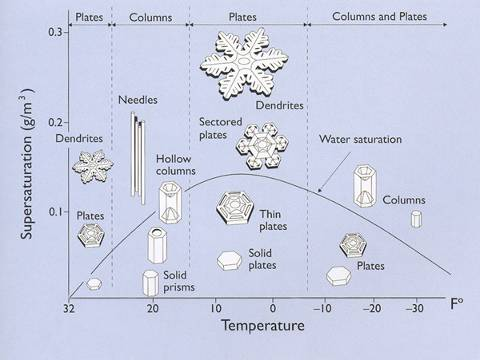 Plates
Columns
Plates
Columns and Plates
0.3
Needles
Dendrites
0.2
Sectored
plates
Dendrites
Water saturation
Hollow
columns
Columns
0.1
Plates
Thin
plates
Solid
prisms
Solid
plates
Plates
Supersaturation (g/m³)
32
20
10
0
−10
−20
−30
F°
Temperature